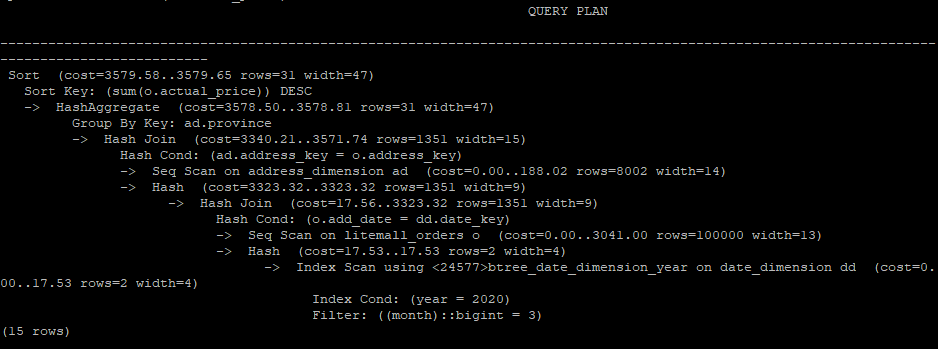 QUERY PLAN
---------------------------------------------------------------------------------------------------------------------
--------------------------
Sort  (cost=3579.58..3579.65 rows=31 width=47)
  Sort Key: (sum(o.actual_price)) DESC
  ->  HashAggregate  (cost=3578.50..3578.81 rows=31 width=47)
        Group By Key: ad.province
        ->  Hash Join  (cost=3340.21..3571.74 rows=1351 width=15)
              Hash Cond: (ad.address_key = o.address_key)
              ->  Seq Scan on address_dimension ad  (cost=0.00..188.02 rows=8002 width=14)
              ->  Hash  (cost=3323.32..3323.32 rows=1351 width=9)
                    ->  Hash Join  (cost=17.56..3323.32 rows=1351 width=9)
                          Hash Cond: (o.add_date = dd.date_key)
                          ->  Seq Scan on litemall_orders o  (cost=0.00..3041.00 rows=100000 width=13)
                          ->  Hash  (cost=17.53..17.53 rows=2 width=4)
                                ->  Index Scan using <24577>btree_date_dimension_year on date_dimension dd  (cost=0.
00..17.53 rows=2 width=4)
                                      Index Cond: (year = 2020)
                                      Filter: ((month)::bigint = 3)
(15 rows)